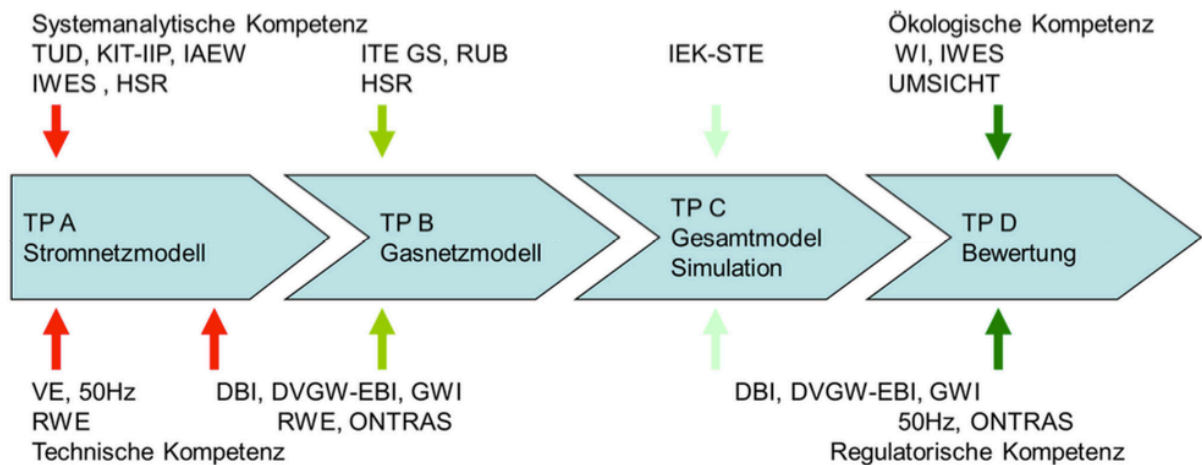 Systemanalytische Kompetenz
TUD, KIT-IIP, IAEW
IWES , HSR
ITE GS, RUB
HSR
IEK-STE
Ökologische Kompetenz
WI, IWES
UMSICHT
TP A
Stromnetzmodell
TP B
Gasnetzmodell
TP C
Gesamtmodel
Simulation
TP D
Bewertung
VE, 50Hz
RWE
Technische Kompetenz
DBI, DVGW-EBI, GWI
RWE, ONTRAS
DBI, DVGW-EBI, GWI
50Hz, ONTRAS
Regulatorische Kompetenz